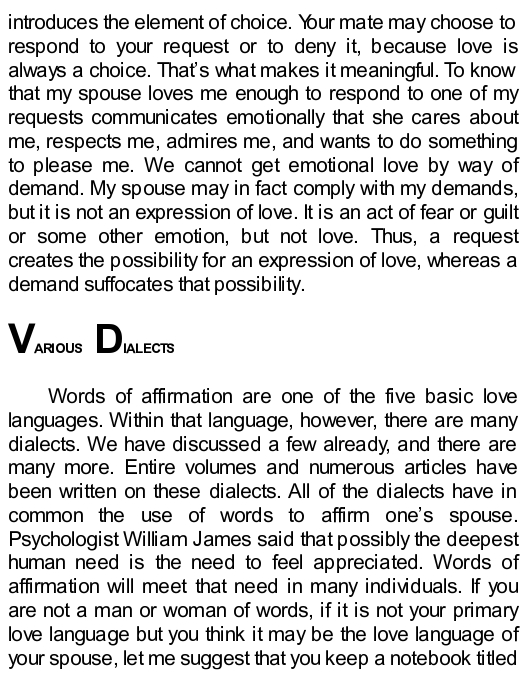 introduces the element of choice. Your mate may choose to
respond to your request or to deny it, because love is
always a choice. That's what makes it meaningful. To know
that my spouse loves me enough to respond to one of my
requests communicates emotionally that she cares about
me, respects me, admires me, and wants to do something
to please me. We cannot get emotional love by way of
demand. My spouse may in fact comply with my demands,
but it is not an expression of love. It is an act of fear or guilt
or some other emotion, but not love. Thus, a request
creates the possibility for an expression of love, whereas a
demand suffocates that possibility.
VARIOUS DIALECTS
Words of affirmation are one of the five basic love
languages. Within that language, however, there are many
dialects. We have discussed a few already, and there are
many more. Entire volumes and numerous articles have
been written on these dialects. All of the dialects have in
common the use of words to affirm one's spouse.
Psychologist William James said that possibly the deepest
human need is the need to feel appreciated. Words of
affirmation will meet that need in many individuals. If you
are not a man or woman of words, if it is not your primary
love language but you think it may be the love language of
your spouse, let me suggest that you keep a notebook titled